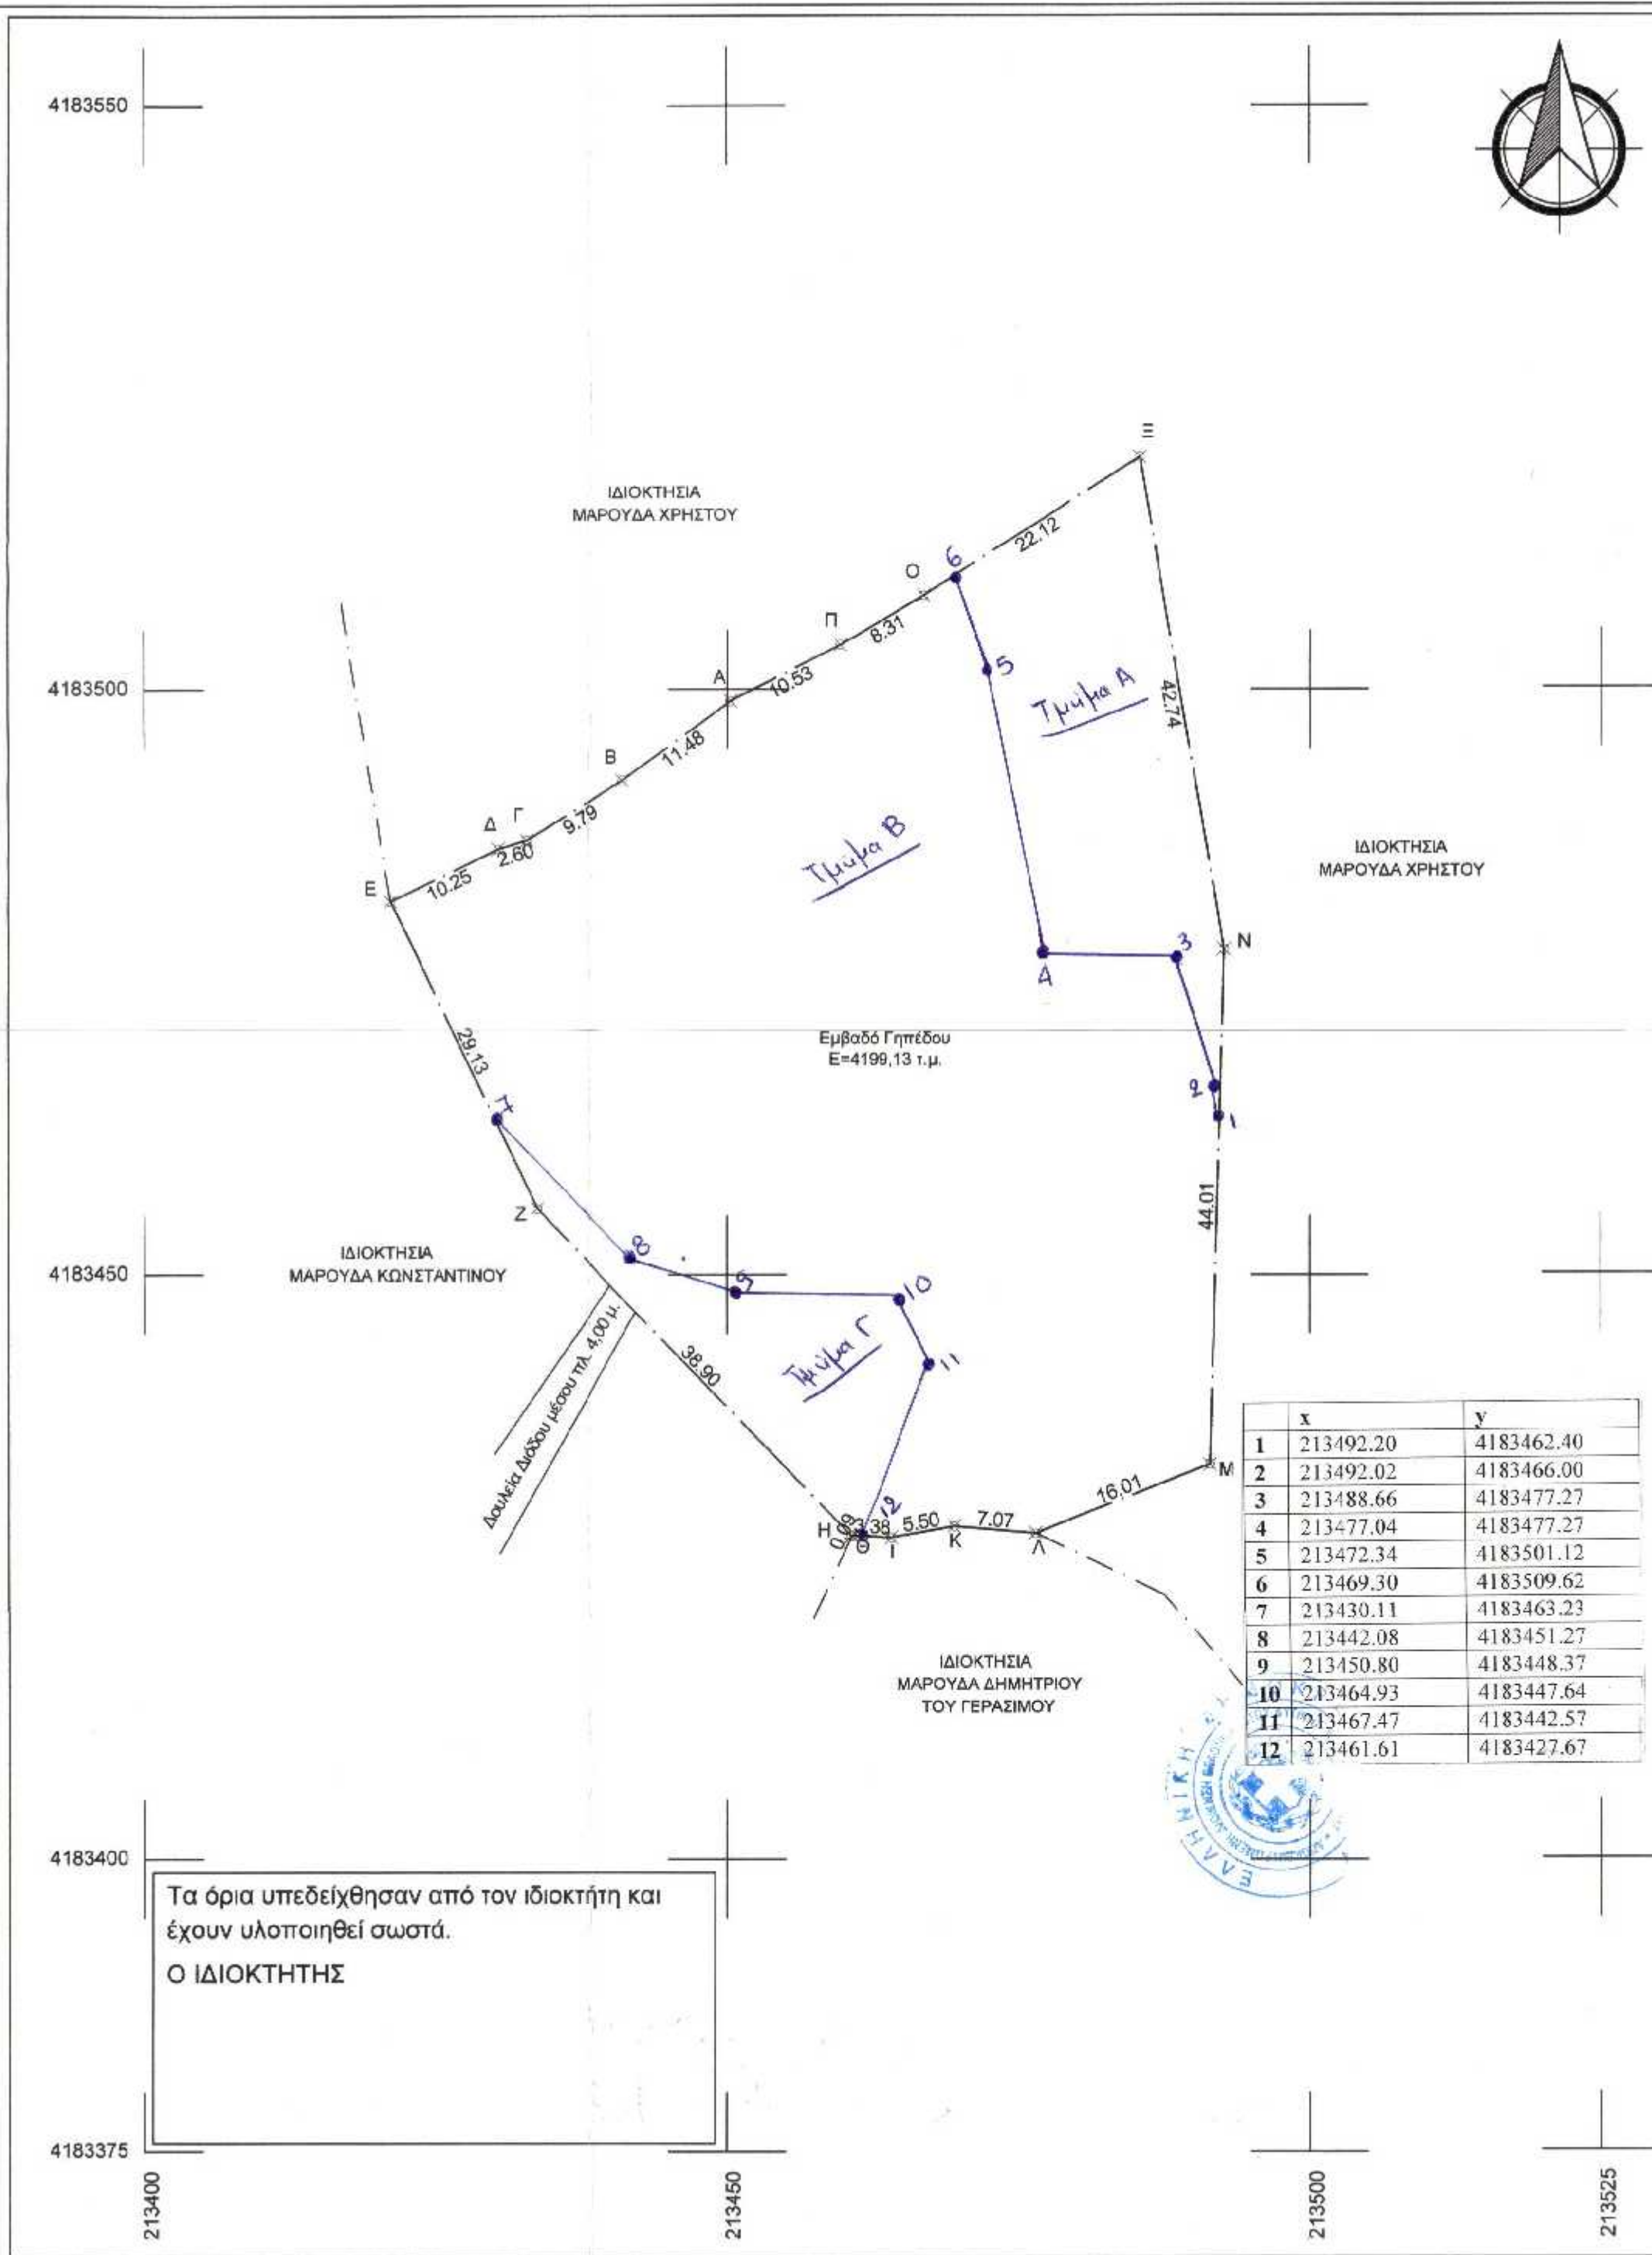 4183550
Ξ
ΙΔΙΟΚΤΗΣΙΑ
ΜΑΡΟΥΔΑ ΧΡΗΣΤΟΥ
22.12
6
Ο
Π
8.31
5
4183500
Α
10.53
Τμήμα Α
42.74
Β
11.48
Δ Γ
9.79
2.60
Τμήμα Β
ΙΔΙΟΚΤΗΣΙΑ
ΜΑΡΟΥΔΑ ΧΡΗΣΤΟΥ
Ε
10.25
3
Ν
4
29.13
Εμβαδό Γηπέδου
Ε=4199,13 τ.μ.
2
1
7
44.01
Ζ
8
ΙΔΙΟΚΤΗΣΙΑ
ΜΑΡΟΥΔΑ ΚΩΝΣΤΑΝΤΙΝΟΥ
4183450
9
10
Δουλεία Διόδου μέσου πλ. 4,00 μ.
38.90
Τμήμα Γ
11
Μ
16,01
12
Η
0.99
3.38
5.50
7.07
Θ
Ι
Κ
Λ
x y
1 213492.20 4183462.40
2 213492.02 4183466.00
3 213488.66 4183477.27
4 213477.04 4183477.27
5 213472.34 4183501.12
6 213469.30 4183509.62
7 213430.11 4183463.23
8 213442.08 4183451.27
9 213450.80 4183448.37
10 213464.93 4183447.64
11 213467.47 4183442.57
12 213461.61 4183427.67
ΙΔΙΟΚΤΗΣΙΑ
ΜΑΡΟΥΔΑ ΔΗΜΗΤΡΙΟΥ
ΤΟΥ ΓΕΡΑΣΙΜΟΥ
ΕΛΛΗΝΙΚΗ
4183400
Τα όρια υπεδείχθησαν από τον ιδιοκτήτη και
έχουν υλοποιηθεί σωστά.
Ο ΙΔΙΟΚΤΗΤΗΣ
4183375
213400
213450
213500
213525